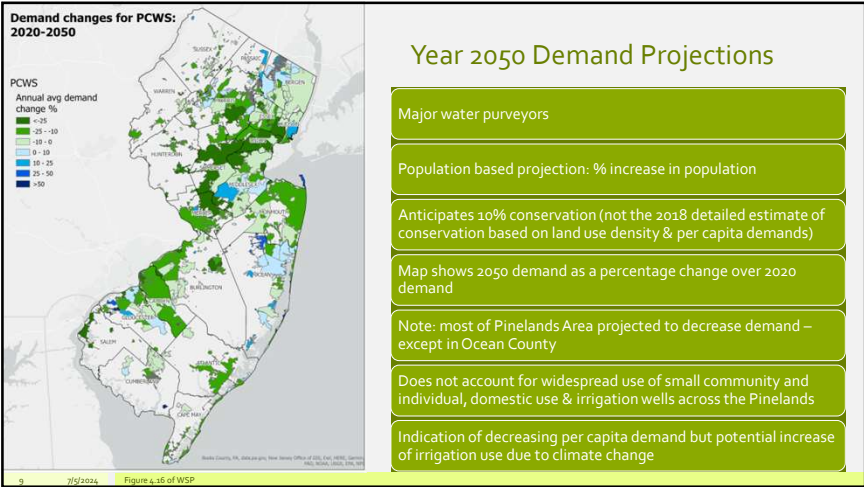 Demand changes for PCWS:
2020-2050
PCWS
Annual avg demand
change %
<-25
-25 - -10
-10 - 0
0 - 10
10 - 25
25 - 50
>50
SUSSEX
PASSAIC
BERGEN
WARREN
HUNTERDON
MIDDLESEX
MONMOUTH
OCEAN
BURLINGTON
CAMDEN
GLOUCESTER
SALEM
ATLANTIC
CUMBERLAND
CAPE MAY
Year 2050 Demand Projections
Major water purveyors
Population based projection: % increase in population
Anticipates 10% conservation (not the 2018 detailed estimate of
conservation based on land use density & per capita demands)
Map shows 2050 demand as a percentage change over 2020
demand
Note: most of Pinelands Area projected to decrease demand –
except in Ocean County
Does not account for widespread use of small community and
individual, domestic use & irrigation wells across the Pinelands
Indication of decreasing per capita demand but potential increase
of irrigation use due to climate change
9 7/5/2024 Figure 4.16 of WSP